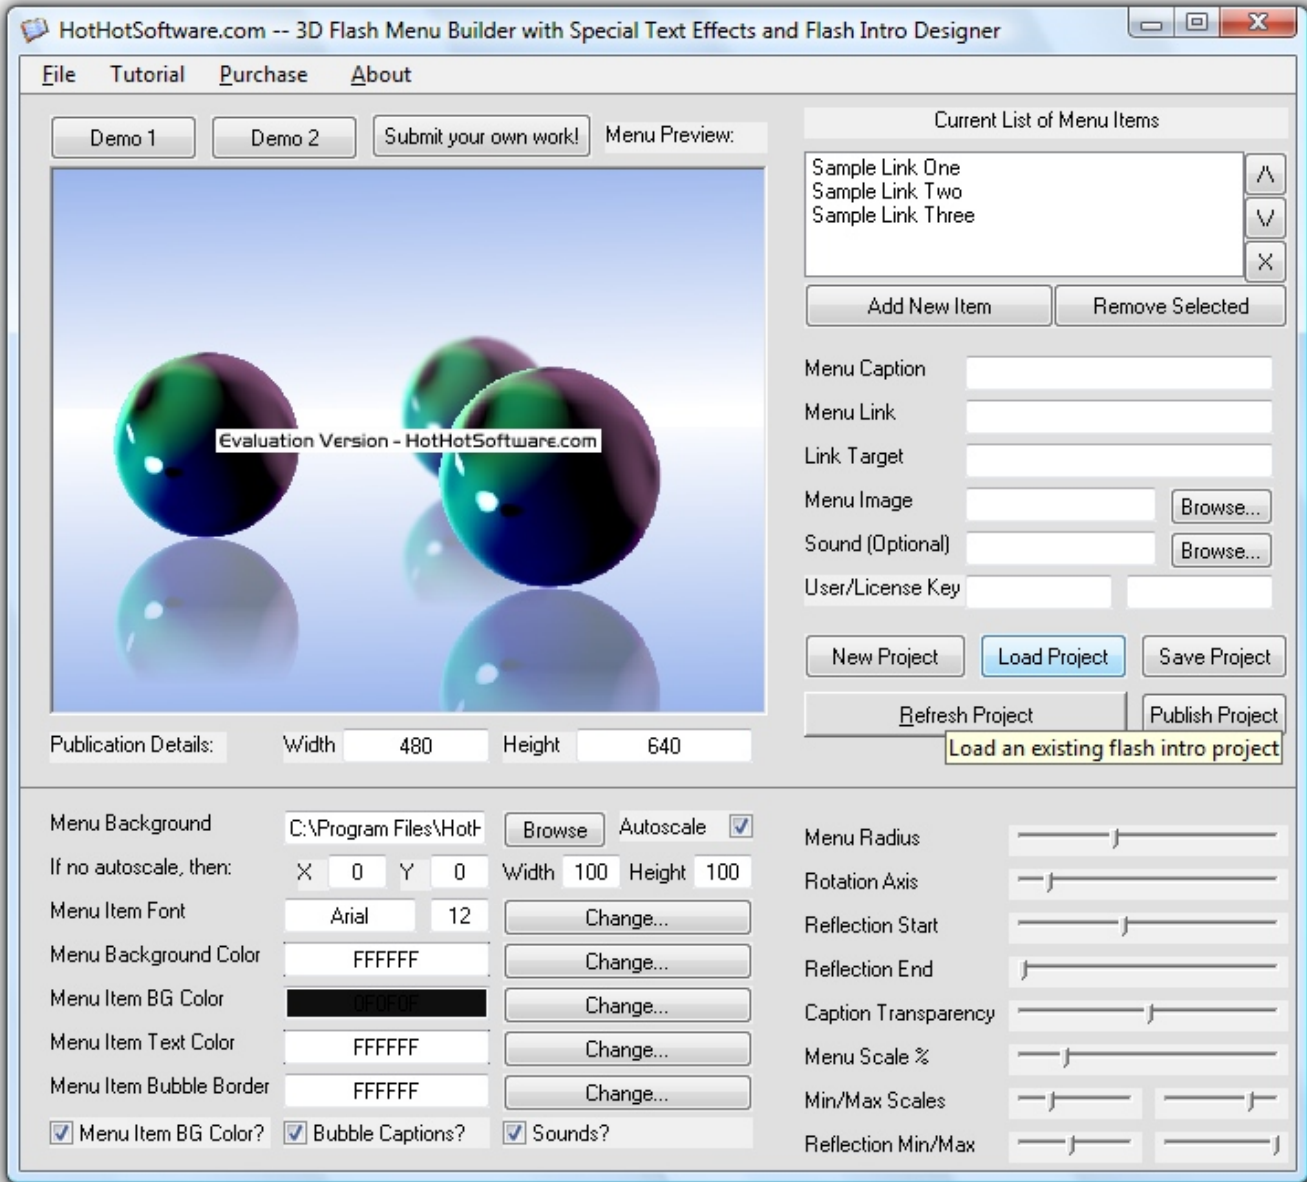 HotHotSoftware.com -- 3D Flash Menu Builder with Special Text Effects and Flash Intro Designer
File Tutorial Purchase About
Demo 1 Demo 2 Submit your own work! Menu Preview:
Current List of Menu Items
Sample Link One
Sample Link Two
Sample Link Three
/\
\/
X
Add New Item Remove Selected
Evaluation Version - HotHotSoftware.com
Menu Caption
Menu Link
Link Target
Menu Image Browse...
Sound (Optional) Browse...
User/License Key
New Project Load Project Save Project
Refresh Project Publish Project
Load an existing flash intro project
Publication Details: Width 480 Height 640
Menu Background C:\Program Files\HotH Browse Autoscale
If no autoscale, then: X 0 Y 0 Width 100 Height 100
Menu Item Font Arial 12 Change...
Menu Background Color FFFFFF Change...
Menu Item BG Color 0F0F0F Change...
Menu Item Text Color FFFFFF Change...
Menu Item Bubble Border FFFFFF Change...
Menu Item BG Color? Bubble Captions? Sounds?
Menu Radius
Rotation Axis
Reflection Start
Reflection End
Caption Transparency
Menu Scale %
Min/Max Scales
Reflection Min/Max